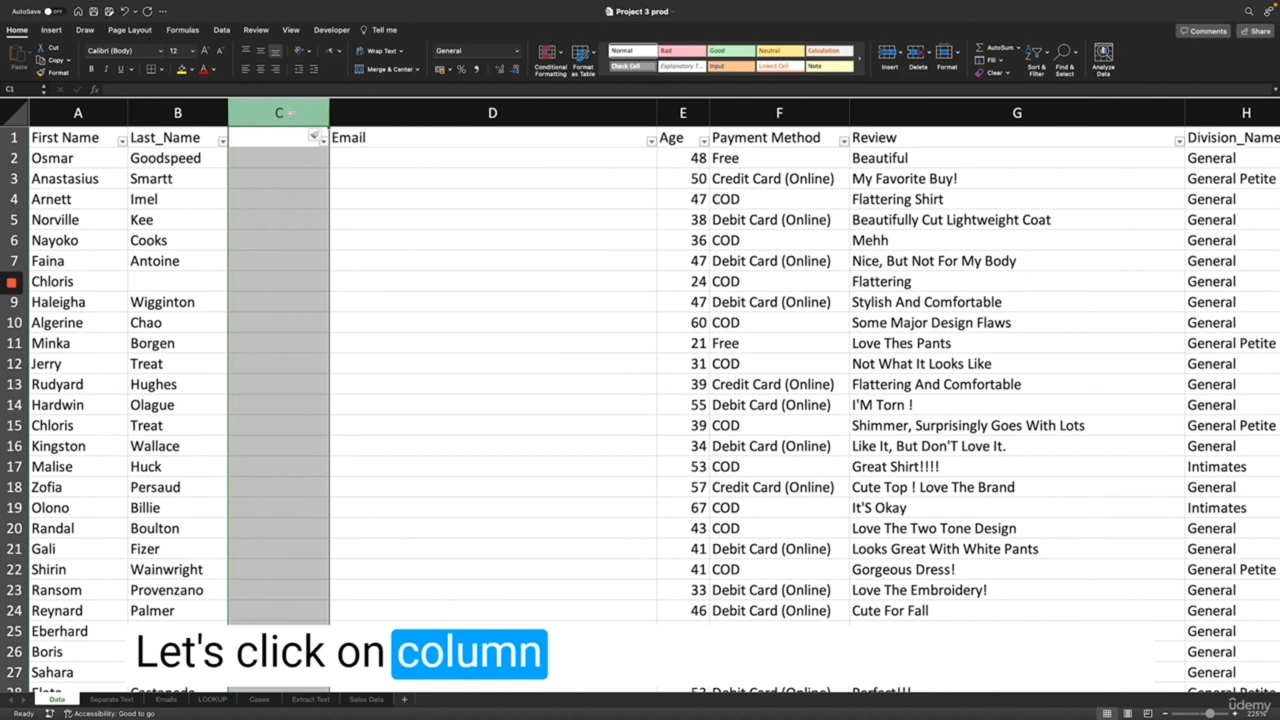 AutoSave OFF
Project 3 prod
Home Insert Draw Page Layout Formulas Data Review View Developer Tell me
Comments Share
Paste Cut Copy Format
Calibri (Body) 12
Wrap Text
Merge & Center
General
Conditional Formatting
Format as Table
Normal Bad Good Neutral Calculation
Check Cell Explanatory T... Input Linked Cell Note
Insert Delete Format
AutoSum Fill Clear
Sort & Filter
Find & Select
Analyze Data
C1 fx
A B C D E F G H
1 First Name Last_Name Email Age Payment Method Review Division_Name
2 Osmar Goodspeed 48 Free Beautiful General
3 Anastasius Smartt 50 Credit Card (Online) My Favorite Buy! General Petite
4 Arnett Imel 47 COD Flattering Shirt General
5 Norville Kee 38 Debit Card (Online) Beautifully Cut Lightweight Coat General
6 Nayoko Cooks 36 COD Mehh General
7 Faina Antoine 47 Debit Card (Online) Nice, But Not For My Body General
Chloris 24 COD Flattering General
9 Haleigha Wigginton 47 Debit Card (Online) Stylish And Comfortable General
10 Algerine Chao 60 COD Some Major Design Flaws General
11 Minka Borgen 21 Free Love Thes Pants General Petite
12 Jerry Treat 31 COD Not What It Looks Like General
13 Rudyard Hughes 39 Credit Card (Online) Flattering And Comfortable General
14 Hardwin Olague 55 Debit Card (Online) I'M Torn ! General
15 Chloris Treat 39 COD Shimmer, Surprisingly Goes With Lots General Petite
16 Kingston Wallace 34 Debit Card (Online) Like It, But Don'T Love It. General
17 Malise Huck 53 COD Great Shirt!!!! Intimates
18 Zofia Persaud 57 Credit Card (Online) Cute Top ! Love The Brand General
19 Olono Billie 67 COD It'S Okay Intimates
20 Randal Boulton 43 COD Love The Two Tone Design General
21 Gali Fizer 41 Debit Card (Online) Looks Great With White Pants General
22 Shirin Wainwright 41 COD Gorgeous Dress! General Petite
23 Ransom Provenzano 33 Debit Card (Online) Love The Embroidery! General
24 Reynard Palmer 46 Debit Card (Online) Cute For Fall General
25 Eberhard
26 Boris
27 Sahara
Let's click on column
Data Separate Text Emails LOOKUP Cases Extract Text Sales Data
Ready Accessibility: Good to go 225%
udemy